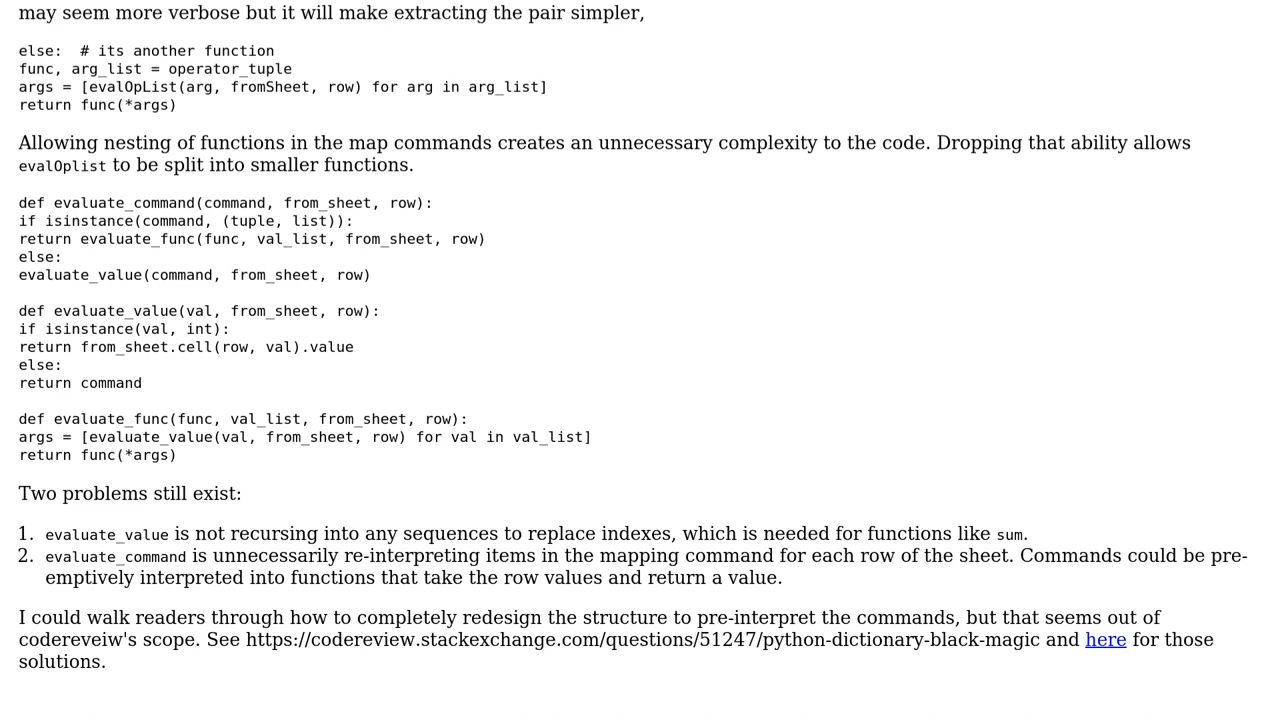 may seem more verbose but it will make extracting the pair simpler,
else:  # its another function
func, arg_list = operator_tuple
args = [evalOpList(arg, fromSheet, row) for arg in arg_list]
return func(*args)
Allowing nesting of functions in the map commands creates an unnecessary complexity to the code. Dropping that ability allows
evalOplist to be split into smaller functions.
def evaluate_command(command, from_sheet, row):
if isinstance(command, (tuple, list)):
return evaluate_func(func, val_list, from_sheet, row)
else:
evaluate_value(command, from_sheet, row)
def evaluate_value(val, from_sheet, row):
if isinstance(val, int):
return from_sheet.cell(row, val).value
else:
return command
def evaluate_func(func, val_list, from_sheet, row):
args = [evaluate_value(val, from_sheet, row) for val in val_list]
return func(*args)
Two problems still exist:
1. evaluate_value is not recursing into any sequences to replace indexes, which is needed for functions like sum.
2. evaluate_command is unnecessarily re-interpreting items in the mapping command for each row of the sheet. Commands could be pre-
emptively interpreted into functions that take the row values and return a value.
I could walk readers through how to completely redesign the structure to pre-interpret the commands, but that seems out of
codereveiw's scope. See https://codereview.stackexchange.com/questions/51247/python-dictionary-black-magic and here for those
solutions.